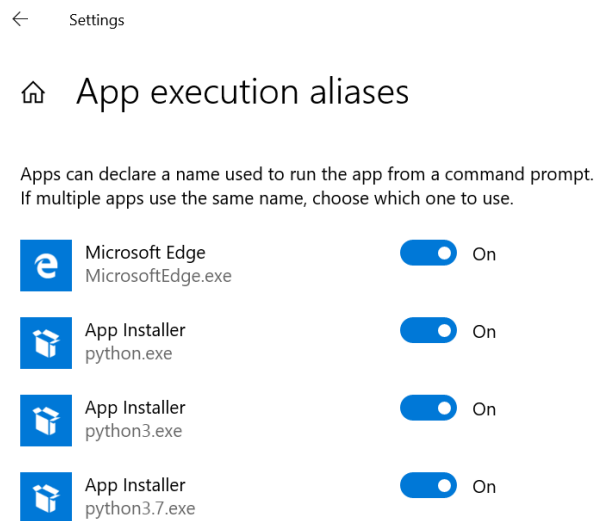 Settings
App execution aliases
Apps can declare a name used to run the app from a command prompt.
If multiple apps use the same name, choose which one to use.
Microsoft Edge
On
MicrosoftEdge.exe
App Installer
On
python.exe
App Installer
On
python3.exe
App Installer
On
python3.7.exe